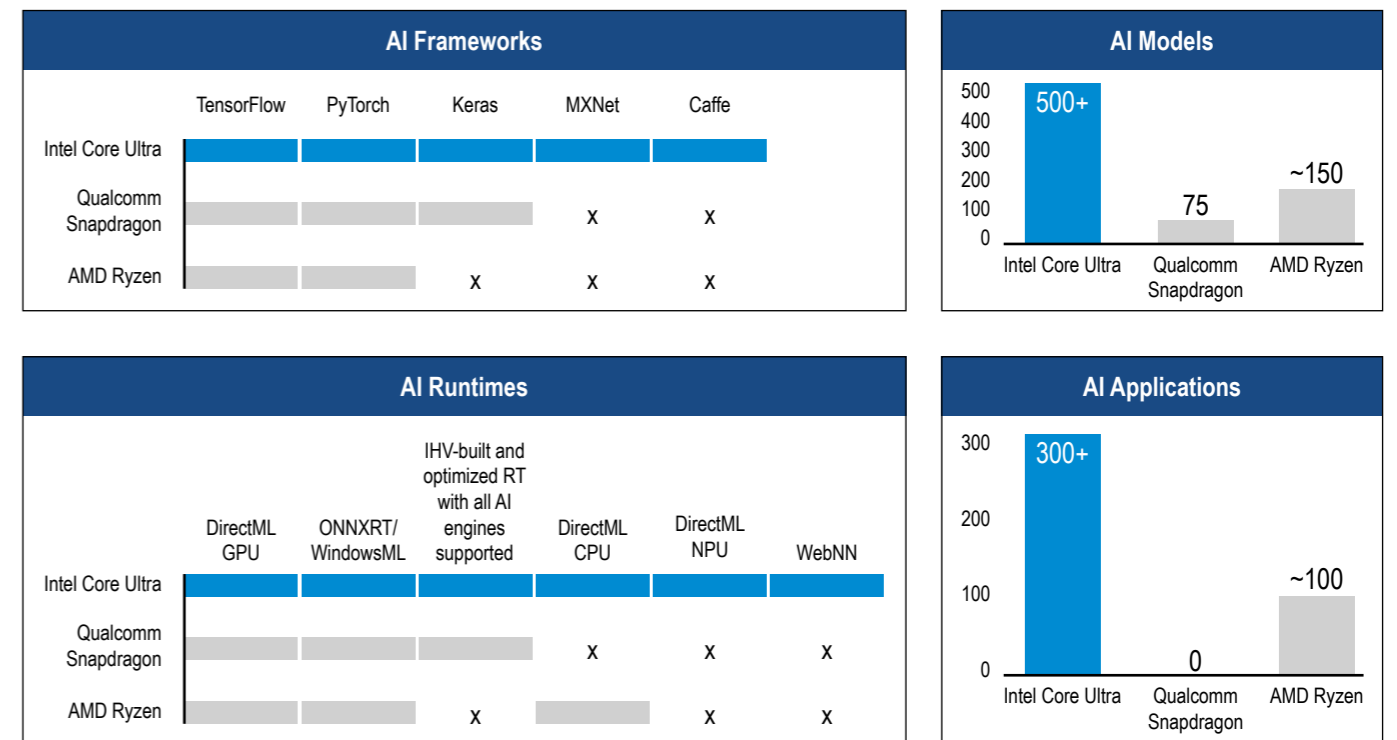 AI Frameworks
TensorFlow PyTorch Keras MXNet Caffe
Intel Core Ultra
Qualcomm
Snapdragon
x x
AMD Ryzen
x x x
AI Models
500
400
300
200
100
0
500+
75
~150
Intel Core Ultra
Qualcomm
Snapdragon
AMD Ryzen
AI Runtimes
DirectML
GPU
ONNXRT/
WindowsML
IHV-built and
optimized RT
with all AI
engines
supported
DirectML
CPU
DirectML
NPU
WebNN
Intel Core Ultra
Qualcomm
Snapdragon
x x x
AMD Ryzen
x x x
AI Applications
300
200
100
0
300+
0
~100
Intel Core Ultra
Qualcomm
Snapdragon
AMD Ryzen